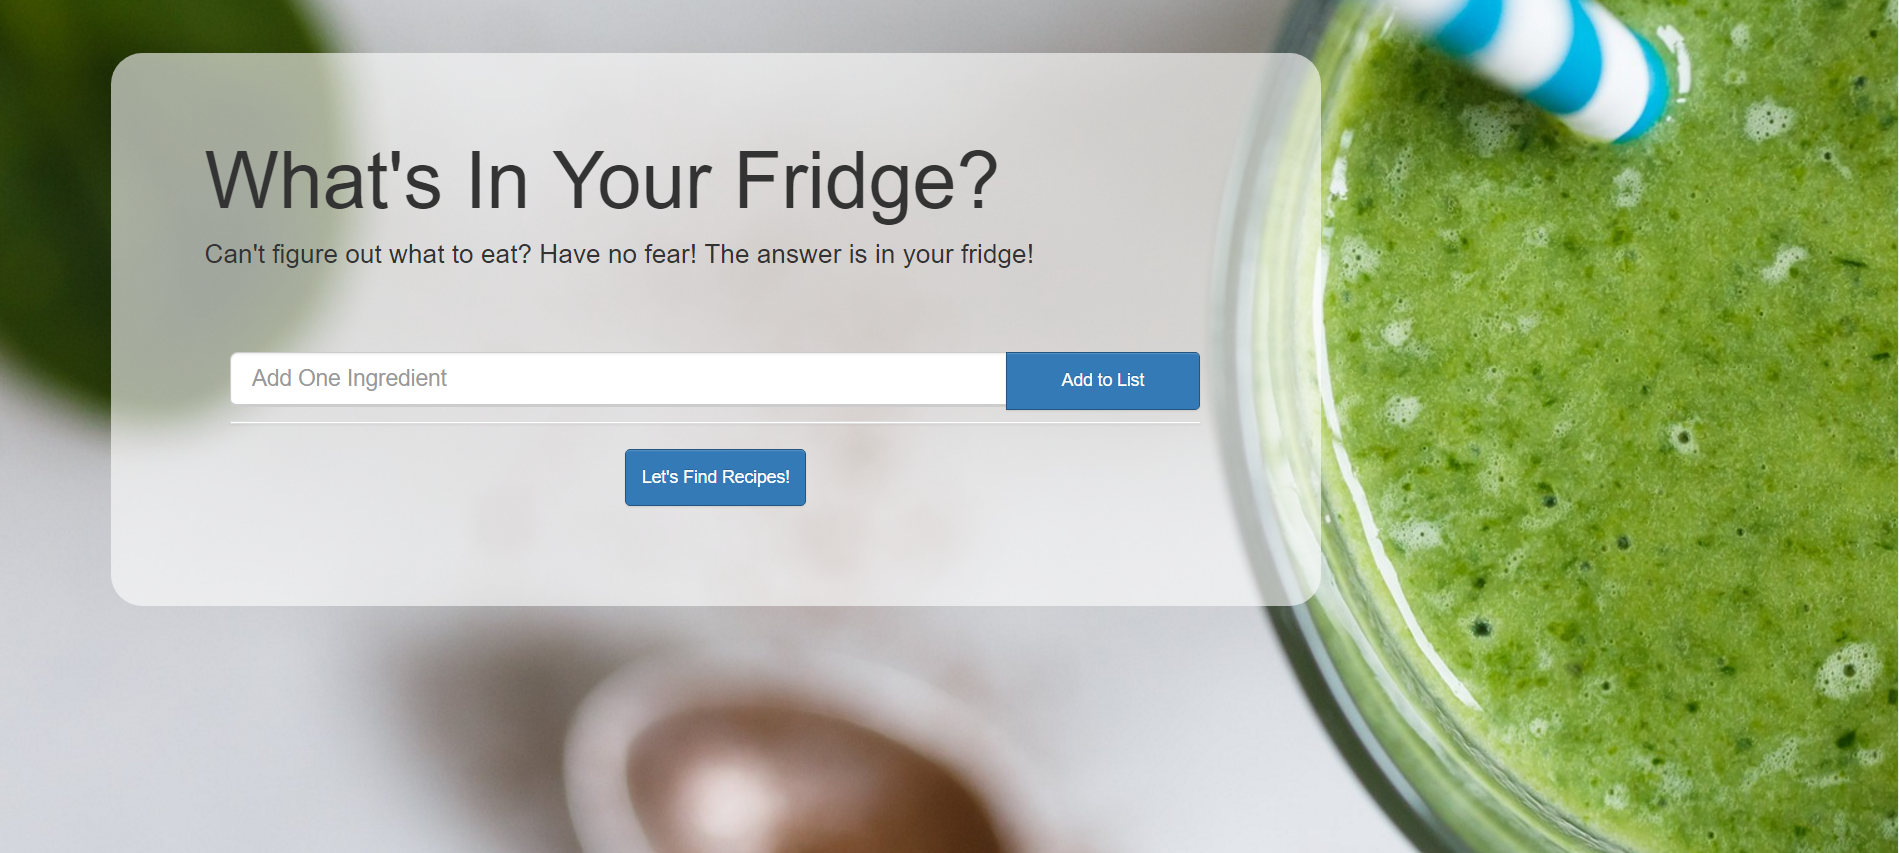 What's In Your Fridge?
Can't figure out what to eat? Have no fear! The answer is in your fridge!
Add One Ingredient
Add to List
Let's Find Recipes!